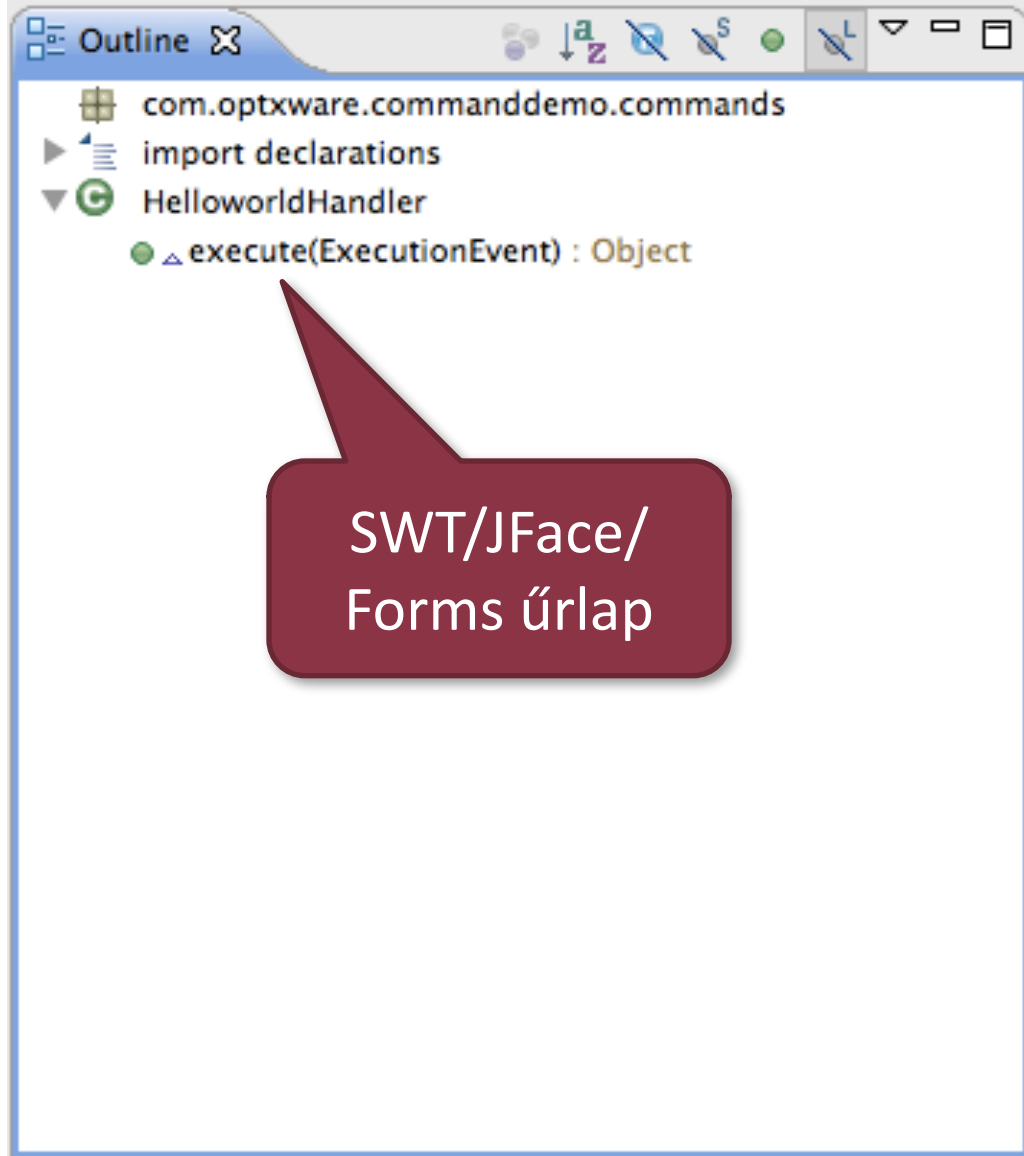 Outline
com.optxware.commanddemo.commands
import declarations
HelloworldHandler
execute(ExecutionEvent) : Object
SWT/JFace/
Forms űrlap